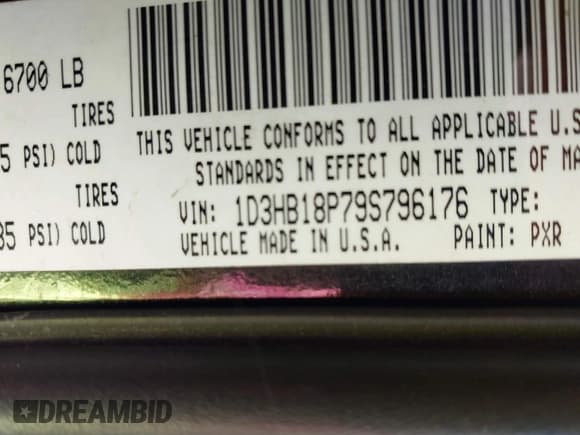 6700 LB
TIRES
5 PSI) COLD
TIRES
35 PSI) COLD
THIS VEHICLE CONFORMS TO ALL APPLICABLE U.S
STANDARDS IN EFFECT ON THE DATE OF MA
VIN: 1D3HB18P79S796176 TYPE:
VEHICLE MADE IN U.S.A. PAINT: PXR
DREAMBID